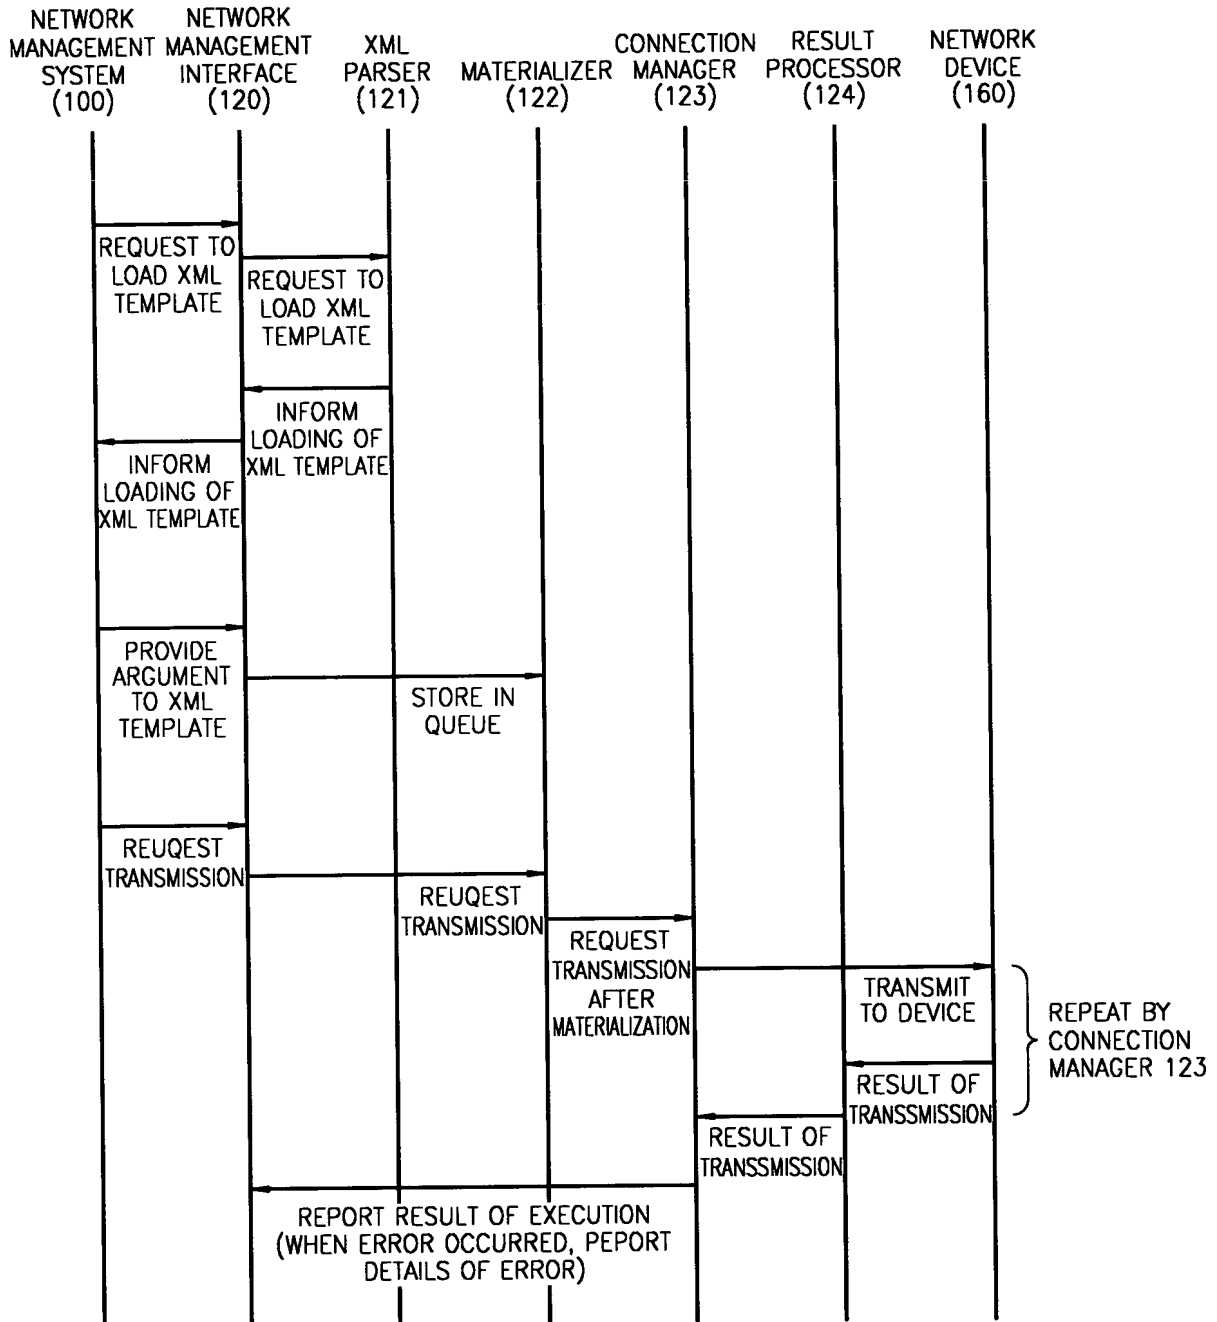 NETWORK
MANAGEMENT
SYSTEM
(100)
NETWORK
MANAGEMENT
INTERFACE
(120)
XML
PARSER
(121)
MATERIALIZER
(122)
CONNECTION
MANAGER
(123)
RESULT
PROCESSOR
(124)
NETWORK
DEVICE
(160)
REQUEST TO
LOAD XML
TEMPLATE
REQUEST TO
LOAD XML
TEMPLATE
INFORM
LOADING OF
XML TEMPLATE
INFORM
LOADING OF
XML TEMPLATE
PROVIDE
ARGUMENT
TO XML
TEMPLATE
STORE IN
QUEUE
REUQEST
TRANSMISSION
REUQEST
TRANSMISSION
REQUEST
TRANSMISSION
AFTER
MATERIALIZATION
TRANSMIT
TO DEVICE
REPEAT BY
CONNECTION
MANAGER 123
RESULT OF
TRANSSMISSION
RESULT OF
TRANSSMISSION
REPORT RESULT OF EXECUTION
(WHEN ERROR OCCURRED, PEPORT
DETAILS OF ERROR)